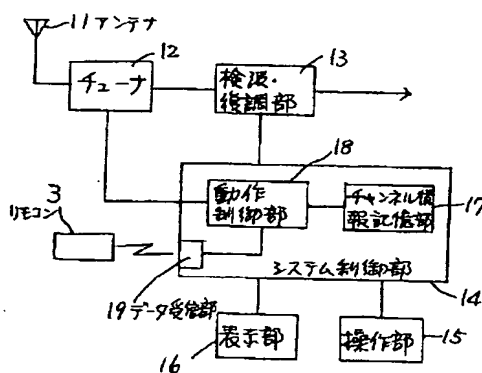 11 アンテナ
12
チューナ
13
検波・
復調部
18
動作
制御部
チャンネル情
報記憶部
17
3
リモコン
システム制御部
14
19 データ受信部
16
表示部
操作部
15